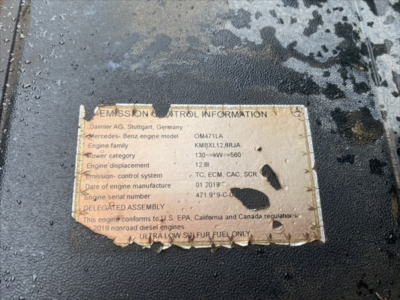 EMISSION CONTROL INFORMATION
Daimler AG, Stuttgart, Germany
Mercedes- Benz engine model OM471LA
Engine family KMBXL12.8RJA
Power category 130<=kW<=560
Engine displacement 12.8l
Emission- control system TC, ECM, CAC, SCR
Date of engine manufacture 01 2019
Engine serial number
DELEGATED ASSEMBLY
This engine conforms to U.S. EPA, California and Canada regulations
2019 nonroad diesel engines
ULTRA LOW SULFUR FUEL ONLY